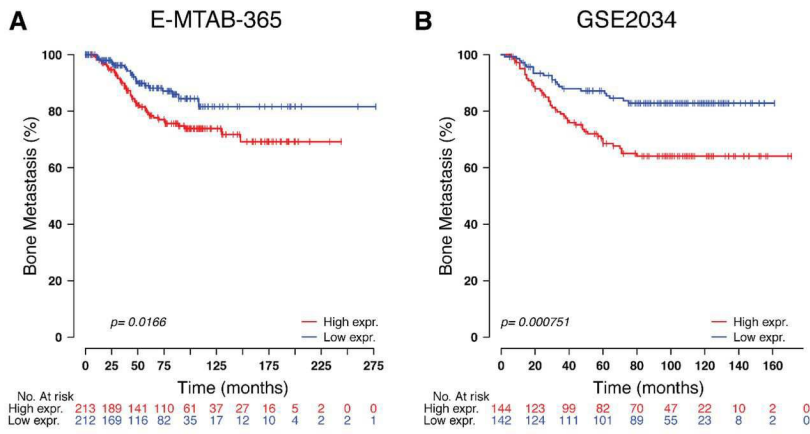 A
E-MTAB-365
Bone Metastasis (%)
100
80
60
40
20
0
p= 0.0166
High expr.
Low expr.
0 25 50 75 125 175 225 275
Time (months)
No. At risk
High expr. 213 189 141 110 61 37 27 16 5 2 0 0
Low expr. 212 169 116 82 35 17 12 10 4 2 2 1
B
GSE2034
Bone Metastasis (%)
100
80
60
40
20
0
p= 0.000751
High expr.
Low expr.
0 20 40 60 80 100 120 140 160
Time (months)
No. At risk
High expr. 144 123 99 82 70 47 22 10 2 0
Low expr. 142 124 111 101 89 55 23 8 2 0